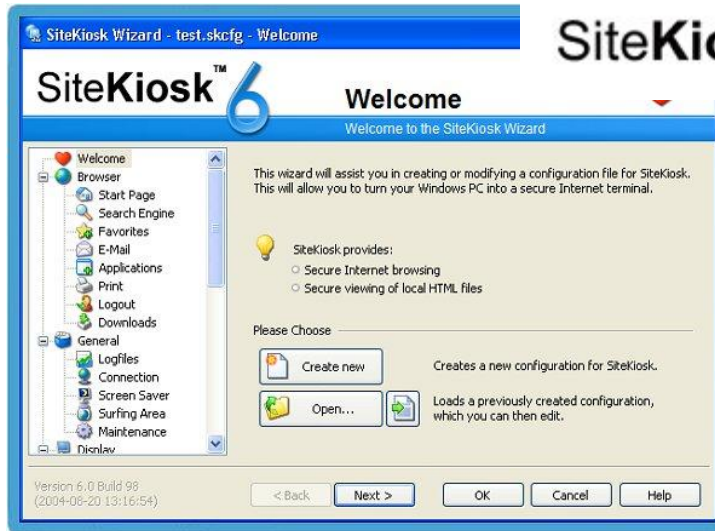 SiteKiosk Wizard - test.skcfg - Welcome
SiteKio
SiteKiosk™ 6
Welcome
Welcome to the SiteKiosk Wizard
Welcome
Browser
Start Page
Search Engine
Favorites
E-Mail
Applications
Print
Logout
Downloads
General
Logfiles
Connection
Screen Saver
Surfing Area
Maintenance
Display
This wizard will assist you in creating or modifying a configuration file for SiteKiosk.
This will allow you to turn your Windows PC into a secure Internet terminal.
SiteKiosk provides:
Secure Internet browsing
Secure viewing of local HTML files
Please Choose
Create new
Creates a new configuration for SiteKiosk.
Open...
Loads a previously created configuration,
which you can then edit.
Version 6.0 Build 98
(2004-08-20 13:16:54)
< Back
Next >
OK
Cancel
Help